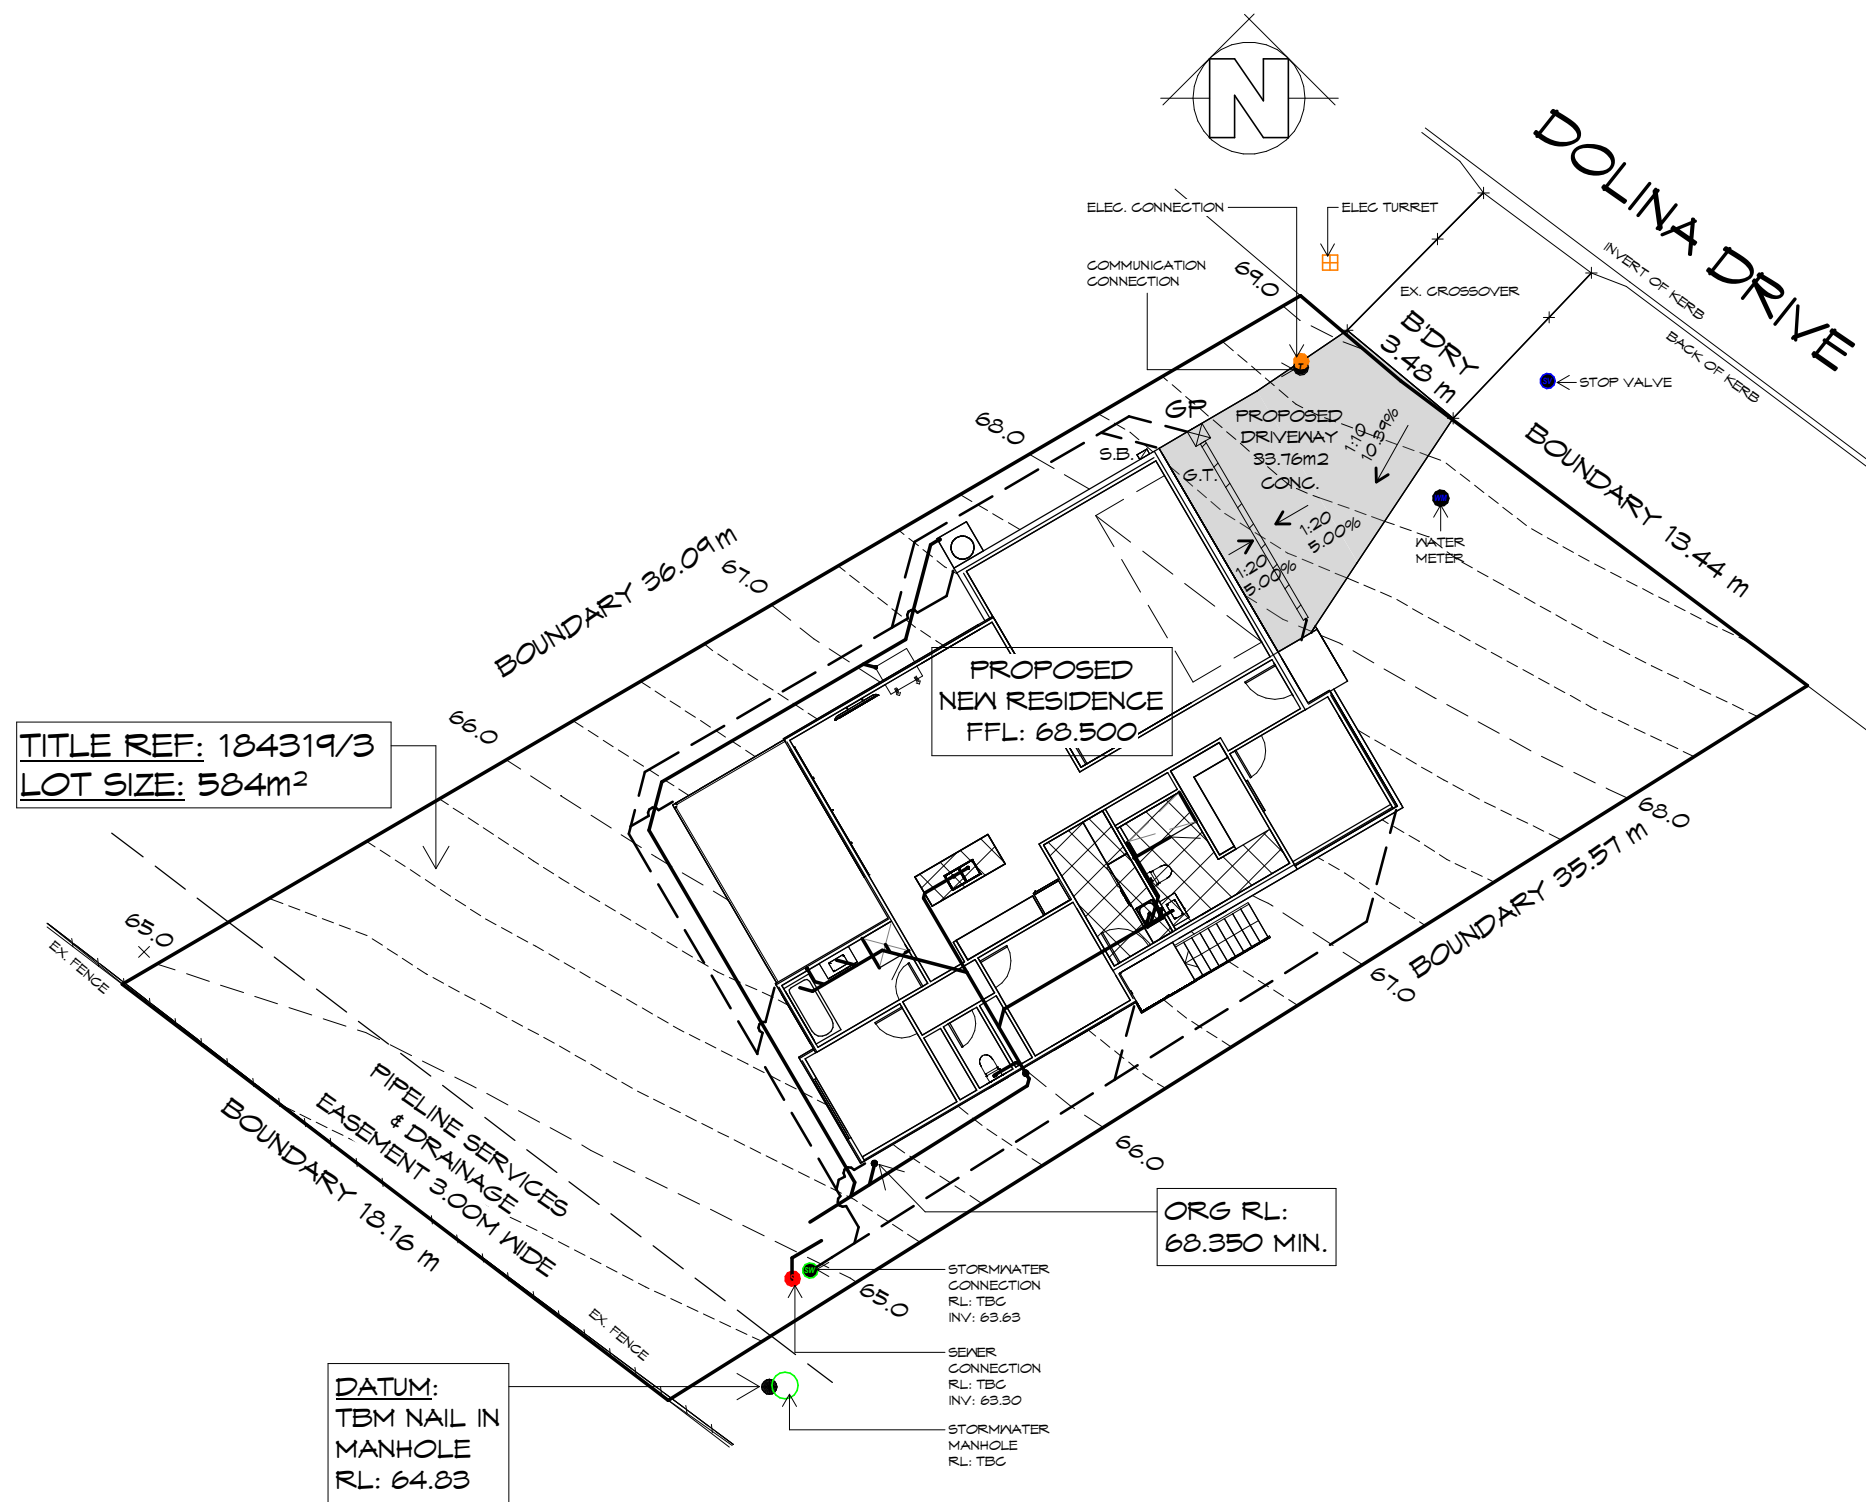 N
DOLINA DRIVE
ELEC. CONNECTION
ELEC TURRET
COMMUNICATION
CONNECTION
69.0
INVERT OF KERB
BACK OF KERB
EX. CROSSOVER
B'DRY
3.48 m
STOP VALVE
GP
68.0
S.B.
G.T.
PROPOSED
DRIVEWAY
33.76m2
CONC.
1:10
10.39%
1:20
5.00%
1:20
5.00%
BOUNDARY 13.44 m
WATER
METER
BOUNDARY 36.09m
67.0
PROPOSED
NEW RESIDENCE
FFL: 68.500
66.0
TITLE REF: 184319/3
LOT SIZE: 584m²
68.0
BOUNDARY 35.57 m
67.0
65.0
EX. FENCE
PIPELINE SERVICES
& DRAINAGE
EASEMENT 3.00M WIDE
BOUNDARY 18.16 m
66.0
ORG RL:
68.350 MIN.
65.0
SW
STORMWATER
CONNECTION
RL: TBC
INV: 63.63
EX. FENCE
SEWER
CONNECTION
RL: TBC
INV: 63.30
STORMWATER
MANHOLE
RL: TBC
DATUM:
TBM NAIL IN
MANHOLE
RL: 64.83